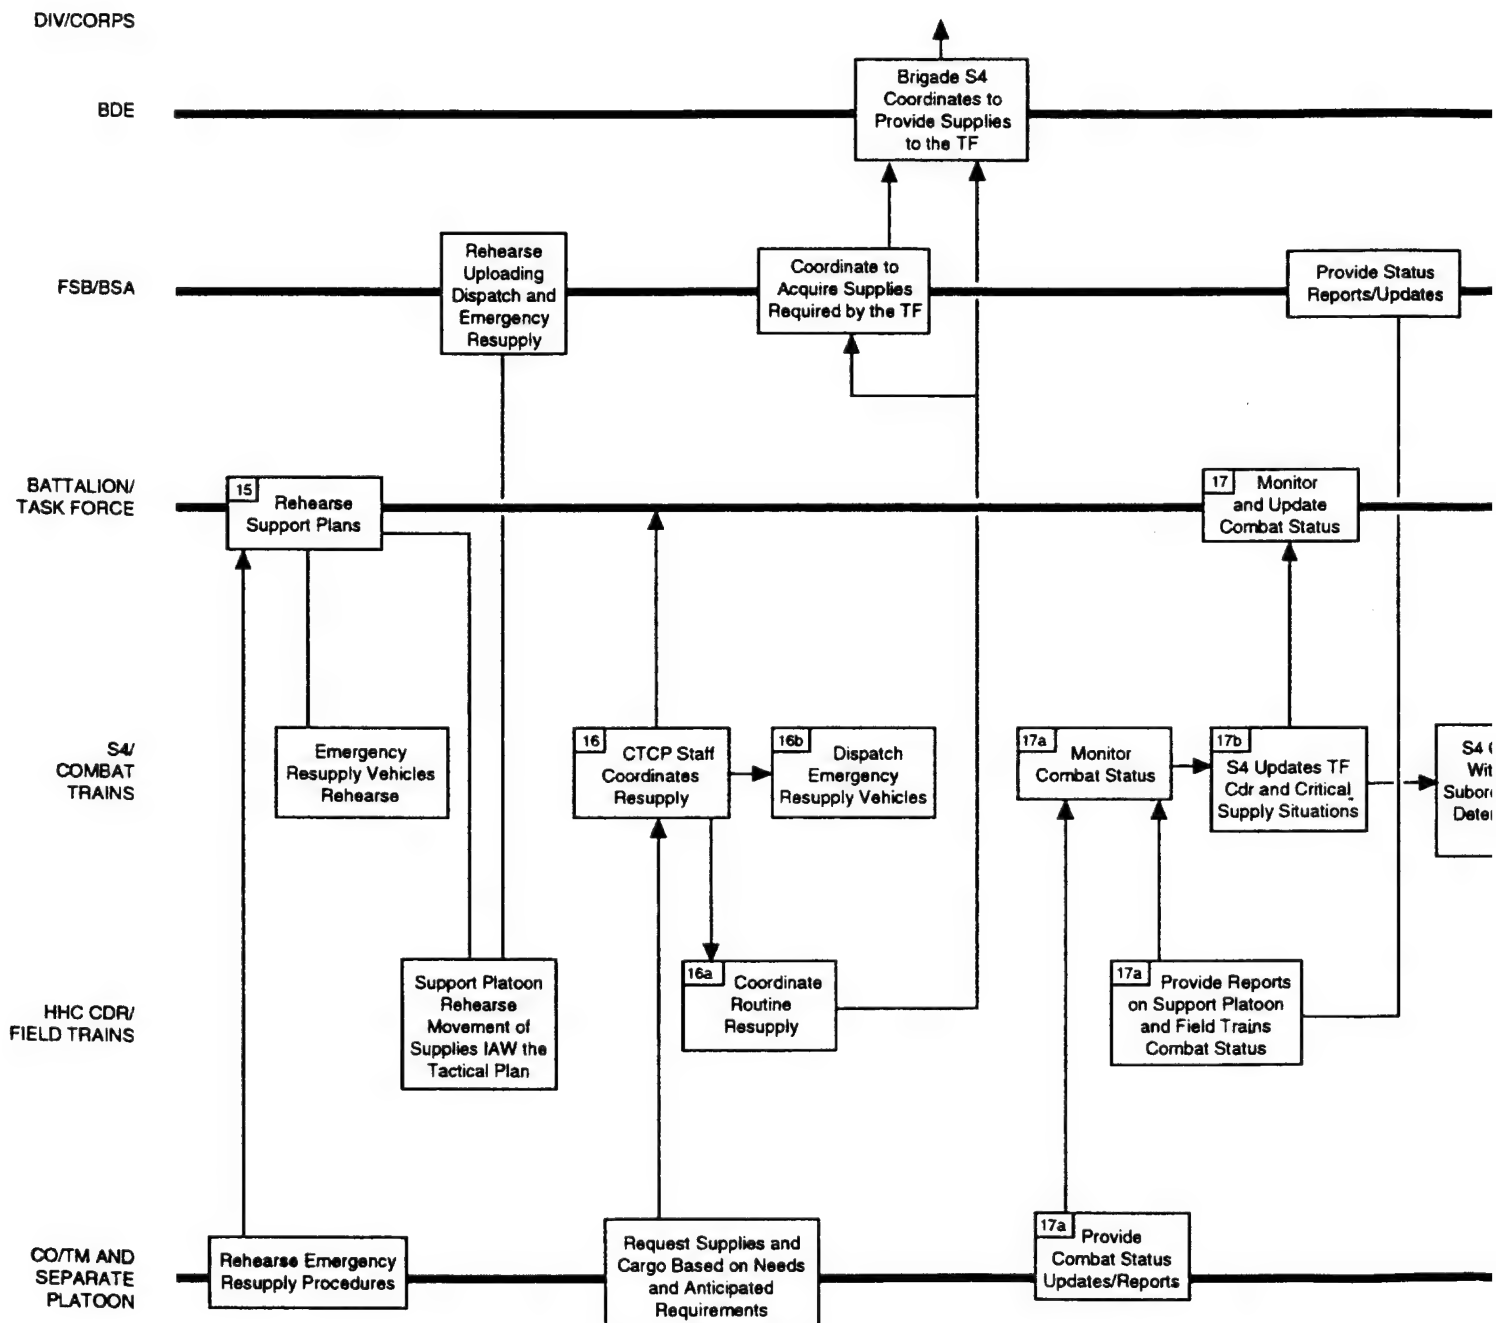 DIV/CORPS
BDE
Brigade S4
Coordinates to
Provide Supplies
to the TF
FSB/BSA
Rehearse
Uploading
Dispatch and
Emergency
Resupply
Coordinate to
Acquire Supplies
Required by the TF
Provide Status
Reports/Updates
BATTALION/
TASK FORCE
15
Rehearse
Support Plans
17
Monitor
and Update
Combat Status
S4/
COMBAT
TRAINS
Emergency
Resupply Vehicles
Rehearse
16
CTCP Staff
Coordinates
Resupply
16b
Dispatch
Emergency
Resupply Vehicles
17a
Monitor
Combat Status
17b
S4 Updates TF
Cdr and Critical
Supply Situations
S4
HHC CDR/
FIELD TRAINS
Support Platoon
Rehearse
Movement of
Supplies IAW the
Tactical Plan
16a
Coordinate
Routine
Resupply
17a
Provide Reports
on Support Platoon
and Field Trains
Combat Status
CO/TM AND
SEPARATE
PLATOON
Rehearse Emergency
Resupply Procedures
Request Supplies and
Cargo Based on Needs
and Anticipated
Requirements
17a
Provide
Combat Status
Updates/Reports